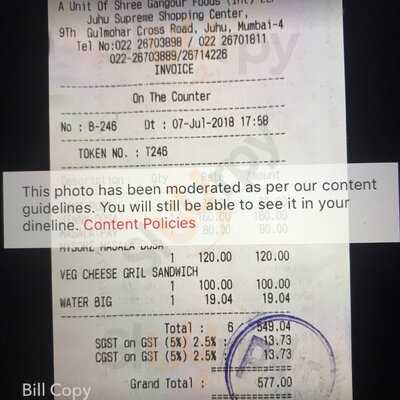 A Unit Of Shree Gangour Foods (Int) LLP
Juhu Supreme Shopping Center,
9Th Gulmohar Cross Road, Juhu, Mumbai-4
Tel No:022 26703898 / 022 26701811
022-26703889/26714226
INVOICE
On The Counter
No : B-246 Dt : 07-Jul-2018 17:58
TOKEN NO. : T246
This photo has been moderated as per our content
guidelines. You will still be able to see it in your
dineline. Content Policies
MYSORE MASALA DOSA
1 120.00 120.00
VEG CHEESE GRIL SANDWICH
1 100.00 100.00
WATER BIG 1 19.04 19.04
Total : 6 549.04
SGST on GST (5%) 2.5% : 13.73
CGST on GST (5%) 2.5% : 13.73
Grand Total : 577.00
Bill Copy